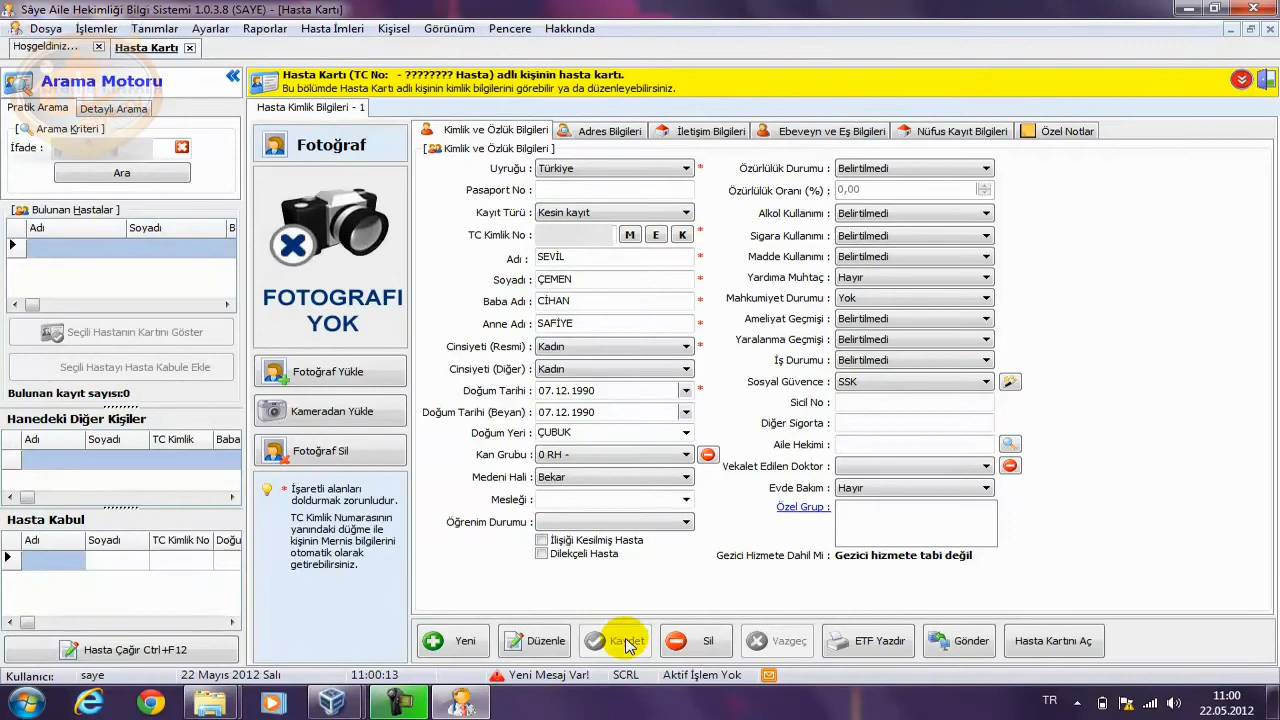 Sâye Aile Hekimliği Bilgi Sistemi 1.0.3.8 (SAYE) - [Hasta Kartı]
Dosya İşlemler Tanımlar Ayarlar Raporlar Hasta İmleri Kişisel Görünüm Pencere Hakkında
Hoşgeldiniz... Hasta Kartı
Arama Motoru
Pratik Arama Detaylı Arama
Arama Kriteri ]
İfade :
Ara
[ Bulunan Hastalar ]
Adı Soyadı B
Seçili Hastanın Kartını Göster
Seçili Hastayı Hasta Kabule Ekle
Bulunan kayıt sayısı:0
Hanedeki Diğer Kişiler
Adı Soyadı TC Kimlik Baba
Hasta Kabul
Adı Soyadı TC Kimlik No Doğu
Hasta Çağır Ctrl+F12
Hasta Kartı (TC No: - ???????? Hasta) adlı kişinin hasta kartı.
Bu bölümde Hasta Kartı adlı kişinin kimlik bilgilerini görebilir ya da düzenleyebilirsiniz.
Hasta Kimlik Bilgileri - 1
Fotoğraf
FOTOGRAFI
YOK
Fotoğraf Yükle
Kameradan Yükle
Fotoğraf Sil
* İşaretli alanları
doldurmak zorunludur.
TC Kimlik Numarasının
yanındaki düğme ile
kişinin Mernis bilgilerini
otomatik olarak
getirebilirsiniz.
Kimlik ve Özlük Bilgileri Adres Bilgileri İletişim Bilgileri Ebeveyn ve Eş Bilgileri Nüfus Kayıt Bilgileri Özel Notlar
[ Kimlik ve Özlük Bilgileri ]
Uyruğu : Türkiye *
Pasaport No :
Kayıt Türü : Kesin kayıt
TC Kimlik No : M E K *
Adı : SEVİL *
Soyadı : ÇEMEN *
Baba Adı : CİHAN *
Anne Adı : SAFİYE *
Cinsiyeti (Resmi) : Kadın *
Cinsiyeti (Diğer) : Kadın
Doğum Tarihi : 07.12.1990 *
Doğum Tarihi (Beyan) : 07.12.1990
Doğum Yeri : ÇUBUK
Kan Grubu : 0 RH -
Medeni Hali : Bekar
Mesleği :
Öğrenim Durumu :
İlişiği Kesilmiş Hasta
Dilekçeli Hasta
Özürlülük Durumu : Belirtilmedi
Özürlülük Oranı (%) : 0,00
Alkol Kullanımı : Belirtilmedi
Sigara Kullanımı : Belirtilmedi
Madde Kullanımı : Belirtilmedi
Yardıma Muhtaç : Hayır
Mahkumiyet Durumu : Yok
Ameliyat Geçmişi : Belirtilmedi
Yaralanma Geçmişi : Belirtilmedi
İş Durumu : Belirtilmedi
Sosyal Güvence : SSK
Sicil No :
Diğer Sigorta :
Aile Hekimi :
Vekalet Edilen Doktor :
Evde Bakım : Hayır
Özel Grup :
Gezici Hizmete Dahil Mi : Gezici hizmete tabi değil
Yeni Düzenle Kaydet Sil Vazgeç ETF Yazdır Gönder Hasta Kartını Aç
Kullanıcı: saye 22 Mayıs 2012 Salı 11:00:13 Yeni Mesaj Var! SCRL Aktif İşlem Yok
TR 11:00
22.05.2012